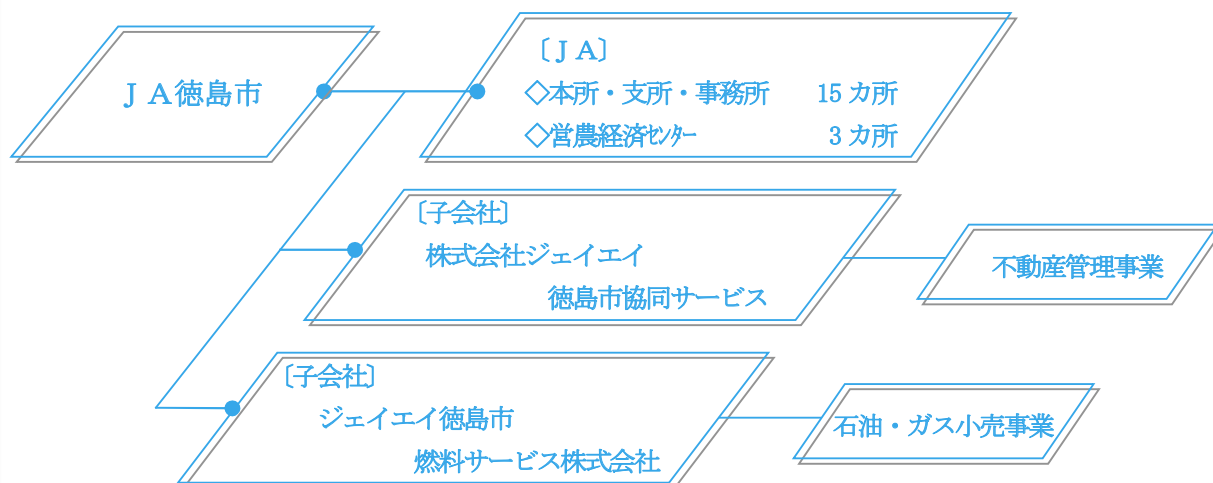 ＪＡ徳島市
〔ＪＡ〕
◇本所・支所・事務所　　15 カ所
◇営農経済ｾﾝﾀｰ　　3 カ所
〔子会社〕
株式会社ジェイエイ
徳島市協同サービス
不動産管理事業
〔子会社〕
ジェイエイ徳島市
燃料サービス株式会社
石油・ガス小売事業